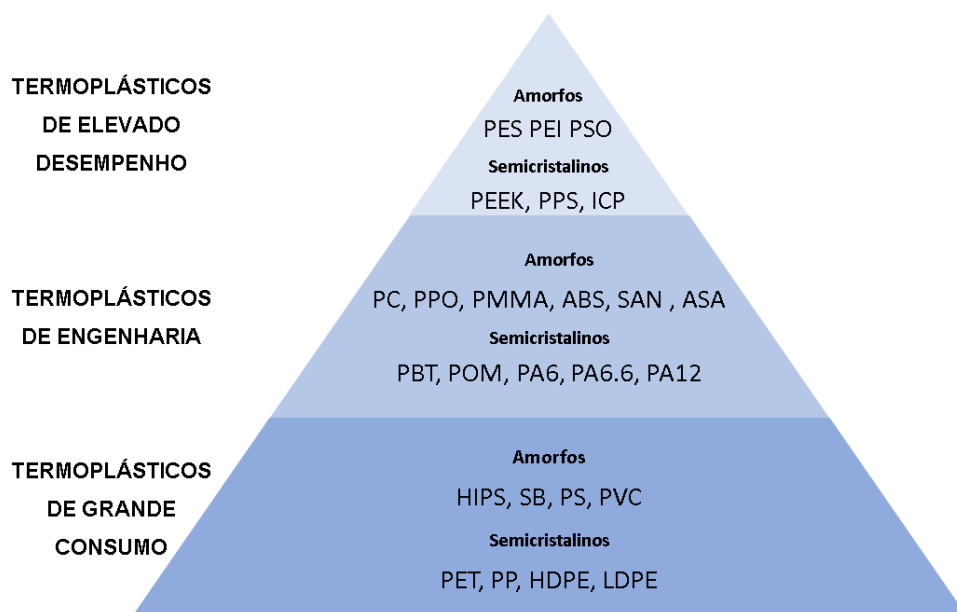 TERMOPLÁSTICOS
DE ELEVADO
DESEMPENHO
Amorfos
PES PEI PSO
Semicristalinos
PEEK, PPS, ICP
TERMOPLÁSTICOS
DE ENGENHARIA
Amorfos
PC, PPO, PMMA, ABS, SAN , ASA
Semicristalinos
PBT, POM, PA6, PA6.6, PA12
TERMOPLÁSTICOS
DE GRANDE
CONSUMO
Amorfos
HIPS, SB, PS, PVC
Semicristalinos
PET, PP, HDPE, LDPE